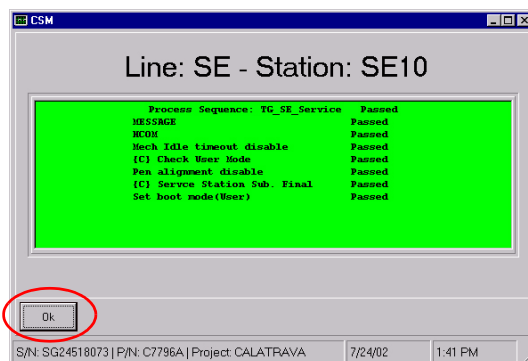 CSM
Line: SE - Station: SE10
Process Sequence: TG_SE_Service Passed
MESSAGE Passed
HCOM Passed
Mech Idle timeout disable Passed
{C} Check User Mode Passed
Pen alignment disable Passed
{C} Servce Station Sub. Final Passed
Set boot mode(User) Passed
Ok
S/N: SG24518073 | P/N: C7796A | Project: CALATRAVA 7/24/02 1:41 PM